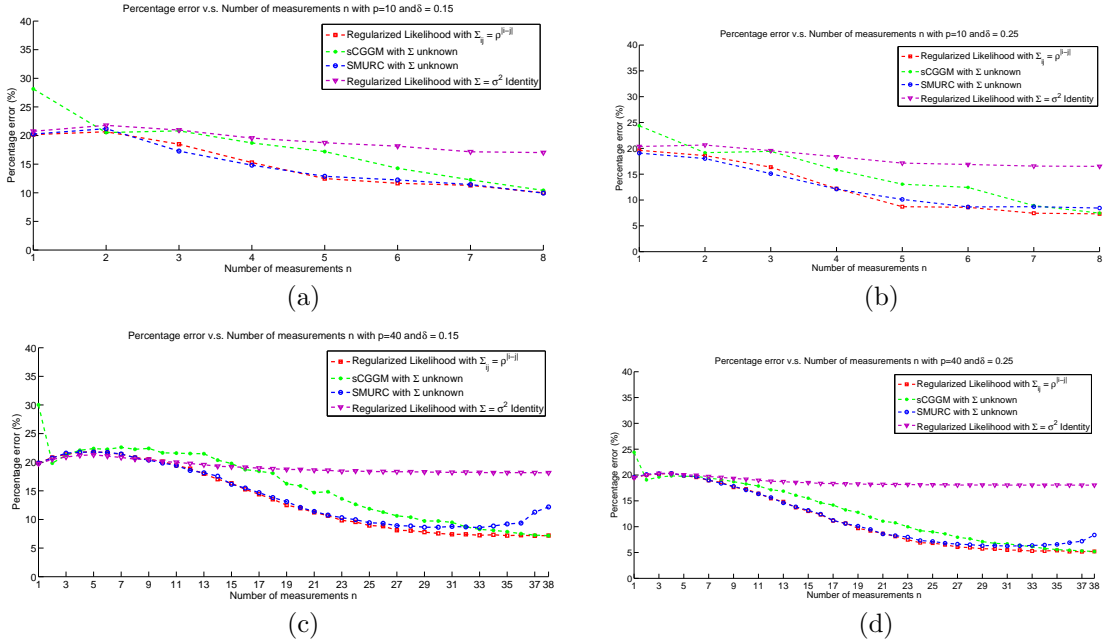 Percentage error v.s. Number of measurements n with p=10 andδ = 0.15
Percentage error (%)
40
35
30
25
20
15
10
5
0
Regularized Likelihood with Σij = ρ|i−j|
sCGGM with Σ unknown
SMURC with Σ unknown
Regularized Likelihood with Σ = σ2 Identity
1 2 3 4 5 6 7 8
Number of measurements n
(a)
Percentage error v.s. Number of measurements n with p=10 andδ = 0.25
Percentage error (%)
40
35
30
25
20
15
10
5
0
Regularized Likelihood with Σij = ρ|i−j|
sCGGM with Σ unknown
SMURC with Σ unknown
Regularized Likelihood with Σ = σ2 Identity
1 2 3 4 5 6 7 8
Number of measurements n
(b)
Percentage error v.s. Number of measurements n with p=40 andδ = 0.15
Percentage error (%)
40
35
30
25
20
15
10
5
0
Regularized Likelihood with Σij = ρ|i−j|
sCGGM with Σ unknown
SMURC with Σ unknown
Regularized Likelihood with Σ = σ2 Identity
1 3 5 7 9 11 13 15 17 19 21 23 25 27 29 31 33 35 37 38
Number of measurements n
(c)
Percentage error v.s. Number of measurements n with p=40 andδ = 0.25
Percentage error (%)
40
35
30
25
20
15
10
5
0
Regularized Likelihood with Σij = ρ|i−j|
sCGGM with Σ unknown
SMURC with Σ unknown
Regularized Likelihood with Σ = σ2 Identity
1 3 5 7 9 11 13 15 17 19 21 23 25 27 29 31 33 35 37 38
Number of measurements n
(d)